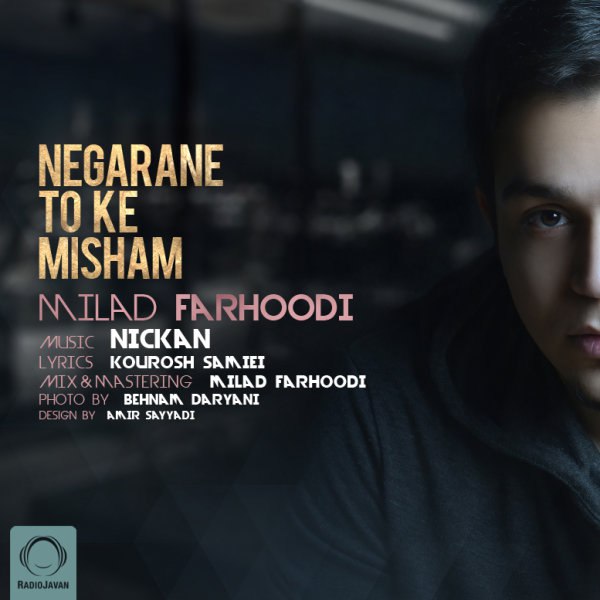 NEGARANE
TO KE
MISHAM
MILAD FARHOODI
MUSIC NICKAN
LYRICS KOUROSH SAMIEI
MIX & MASTERING MILAD FARHOODI
PHOTO BY BEHNAM DARYANI
DESIGN BY AMIR SAYYADI
RADIOJAVAN